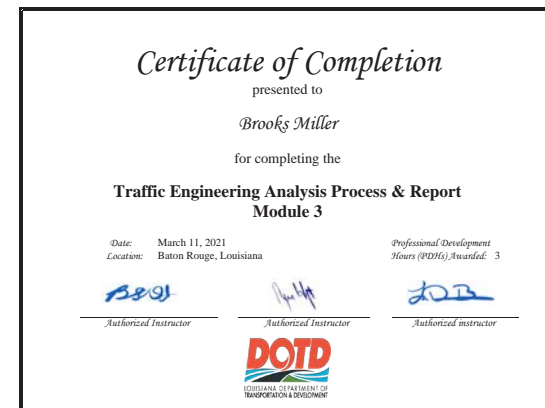 Certificate of Completion
presented to
Brooks Miller
for completing the
Traffic Engineering Analysis Process & Report
Module 3
Date: March 11, 2021
Location: Baton Rouge, Louisiana
Professional Development
Hours (PDHs) Awarded: 3
Authorized Instructor
Authorized Instructor
Authorized instructor
DOTD
LOUISIANA DEPARTMENT OF
TRANSPORTATION & DEVELOPMENT